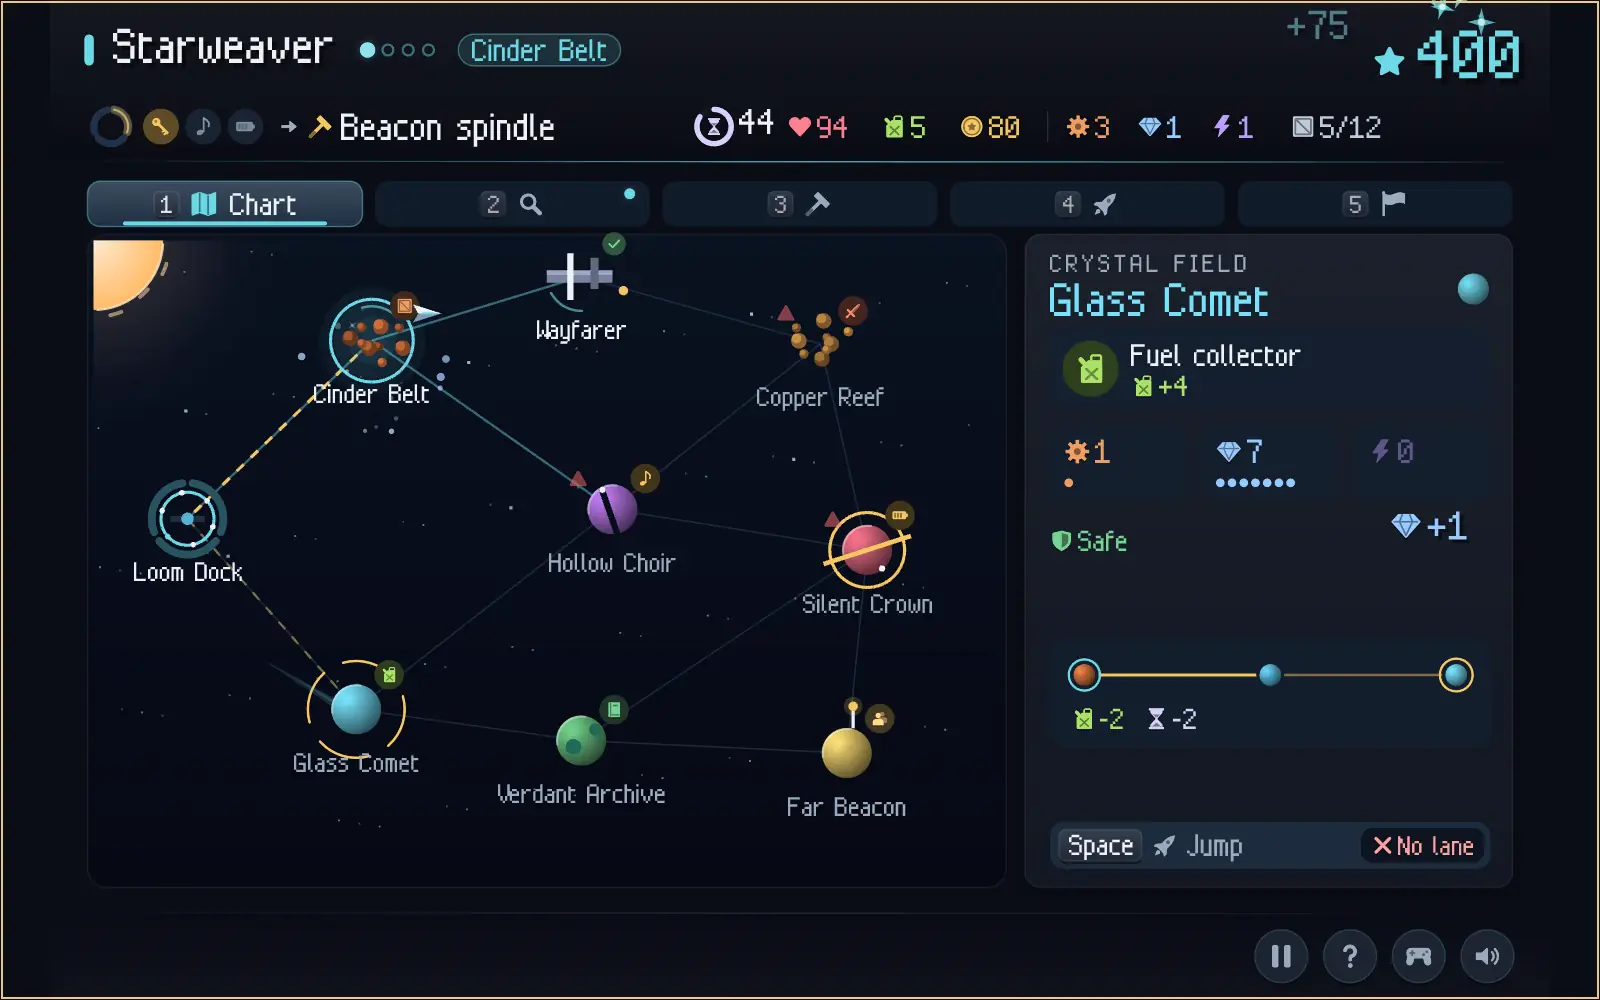 Starweaver Cinder Belt
+75 400
Beacon spindle
44 94 5 80 3 1 1 5/12
1 Chart 2 3 4 5
Wayfarer
Cinder Belt
Copper Reef
Hollow Choir
Silent Crown
Loom Dock
Glass Comet
Verdant Archive
Far Beacon
CRYSTAL FIELD
Glass Comet
Fuel collector
+4
1 7 0
Safe +1
-2 -2
Space Jump No lane
?